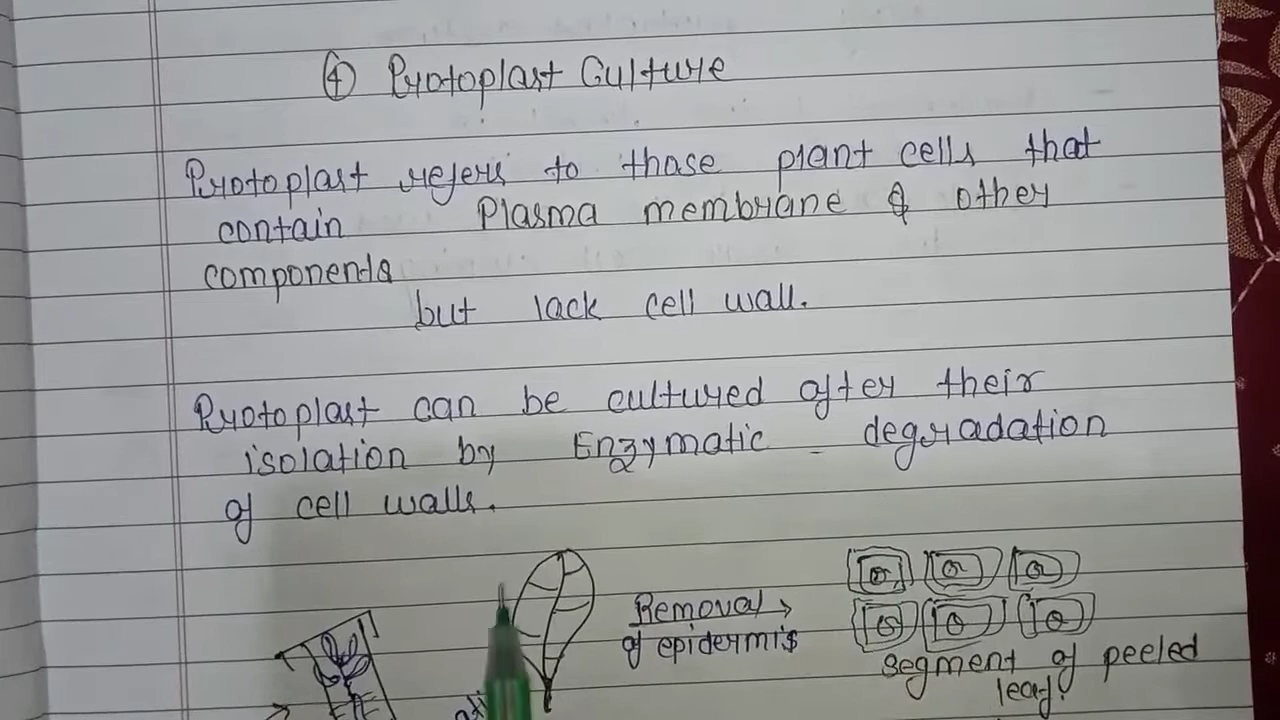 ④ Protoplast Culture
Protoplast refers to those plant cells that
contain Plasma membrane & other
components
but lack cell wall.
Protoplast can be cultured after their
isolation by Enzymatic degradation
of cell walls.
Removal →
of epidermis
segment of peeled
leaf.